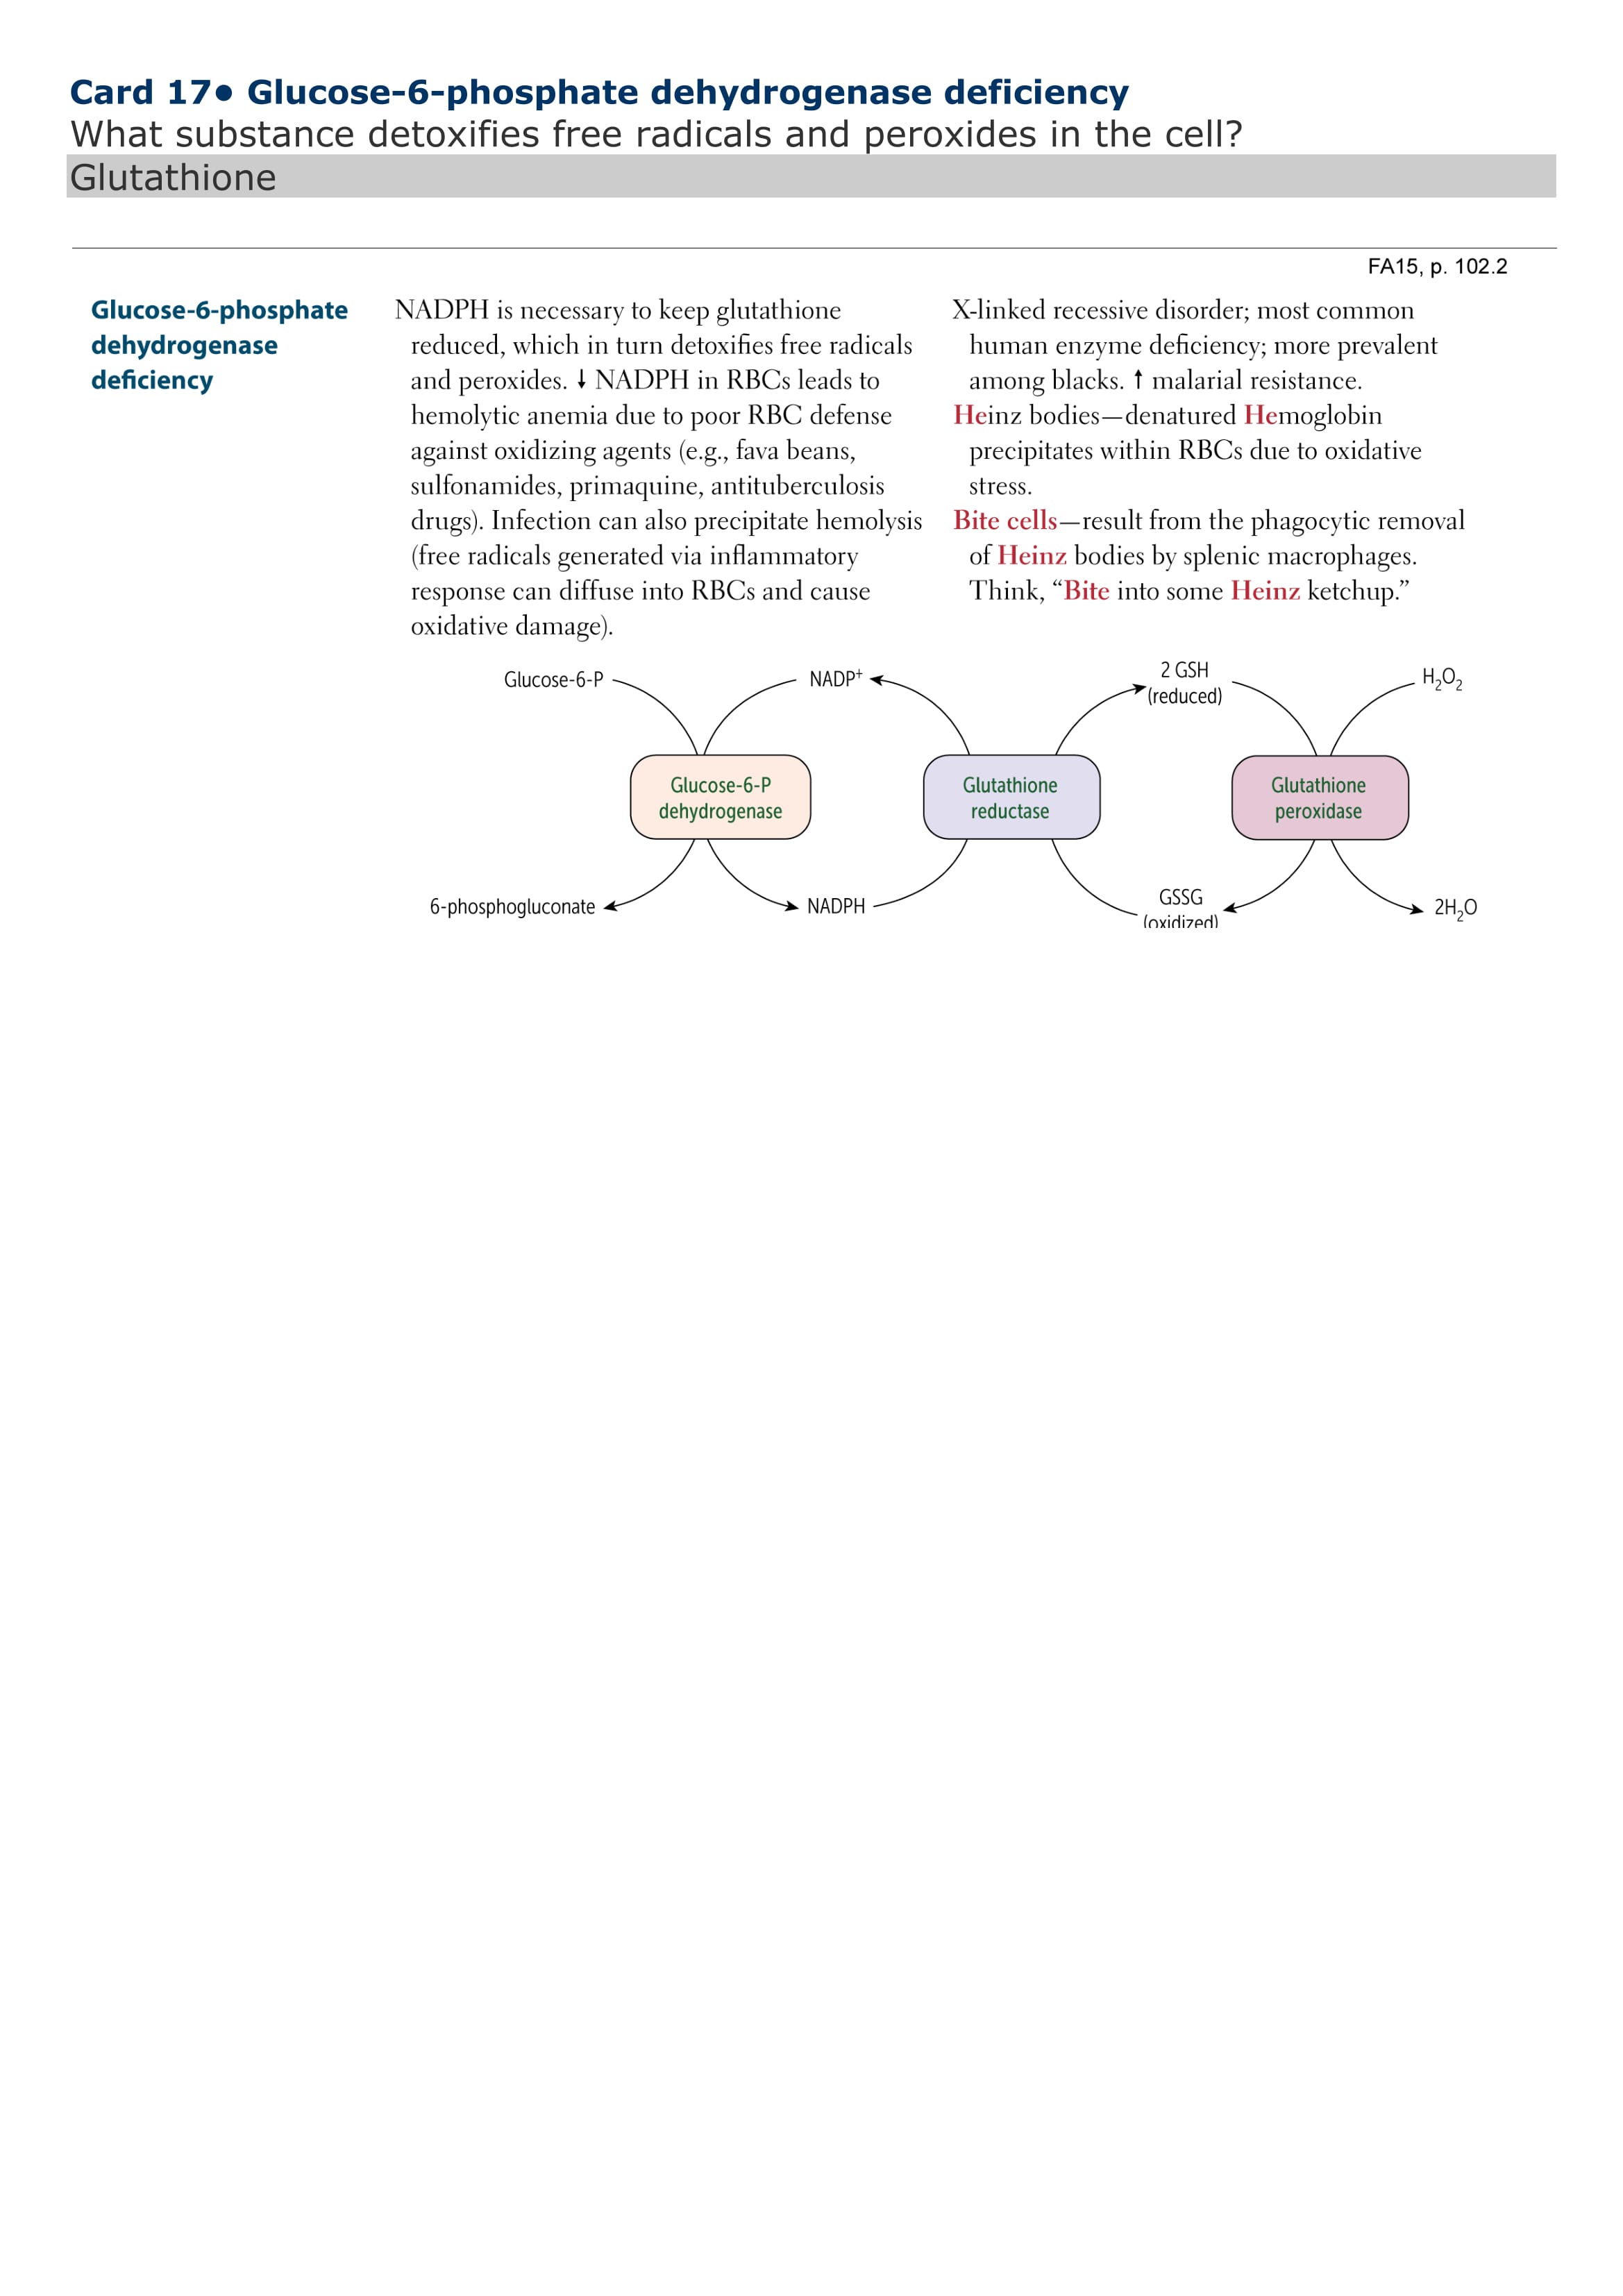 Card 17● Glucose-6-phosphate dehydrogenase deficiency
What substance detoxifies free radicals and peroxides in the cell?
Glutathione
FA15, p. 102.2
Glucose-6-phosphate
dehydrogenase
deficiency
NADPH is necessary to keep glutathione
reduced, which in turn detoxifies free radicals
and peroxides. ↓ NADPH in RBCs leads to
hemolytic anemia due to poor RBC defense
against oxidizing agents (e.g., fava beans,
sulfonamides, primaquine, antituberculosis
drugs). Infection can also precipitate hemolysis
(free radicals generated via inflammatory
response can diffuse into RBCs and cause
oxidative damage).
X-linked recessive disorder; most common
human enzyme deficiency; more prevalent
among blacks. ↑ malarial resistance.
Heinz bodies—denatured Hemoglobin
precipitates within RBCs due to oxidative
stress.
Bite cells—result from the phagocytic removal
of Heinz bodies by splenic macrophages.
Think, “Bite into some Heinz ketchup.”
Glucose-6-P
NADP⁺
2 GSH
(reduced)
H₂O₂
Glucose-6-P
dehydrogenase
Glutathione
reductase
Glutathione
peroxidase
6-phosphogluconate
NADPH
GSSG
(oxidized)
2H₂O